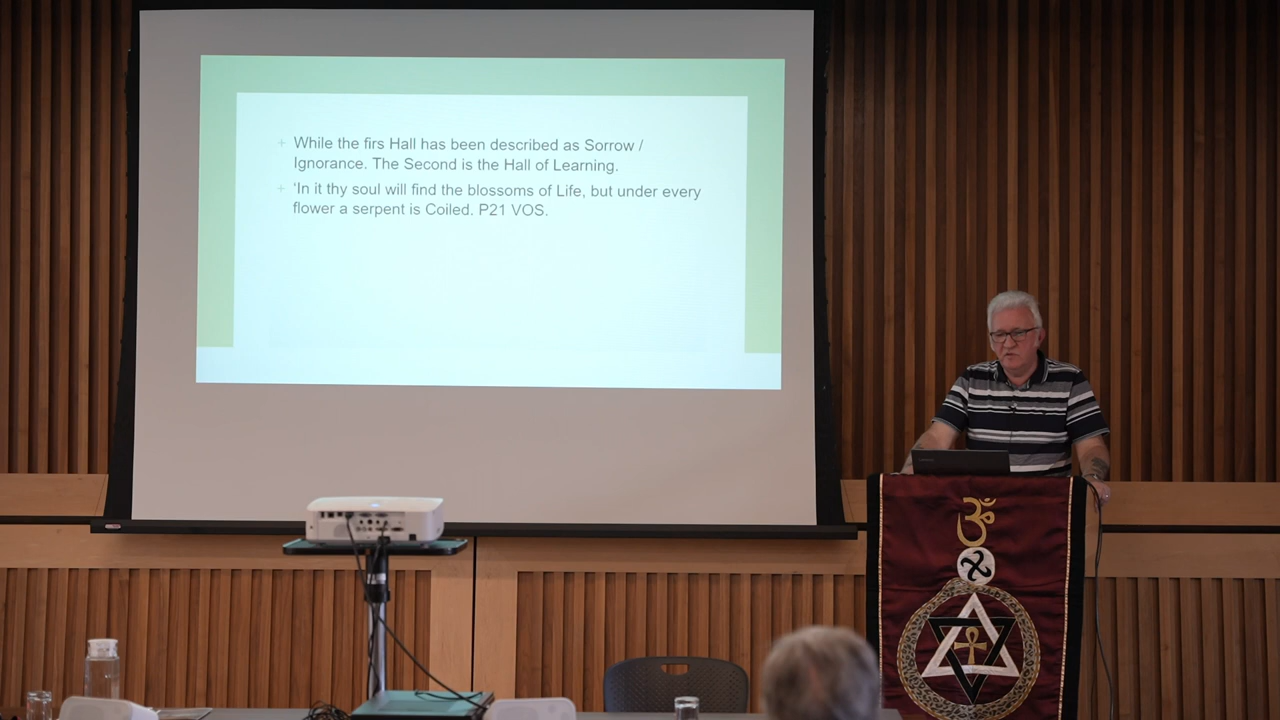 + While the firs Hall has been described as Sorrow /
Ignorance. The Second is the Hall of Learning.
+ 'In it thy soul will find the blossoms of Life, but under every
flower a serpent is Coiled. P21 VOS.
ॐ